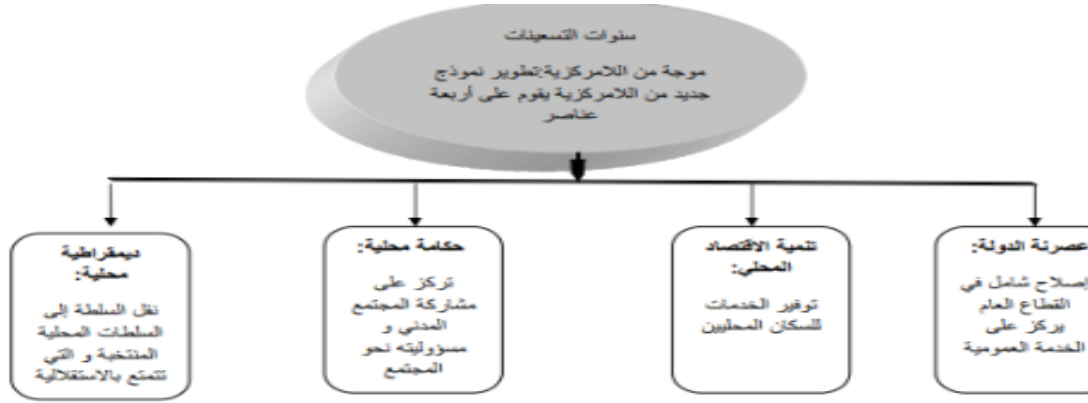 سنوات التسعينات
موجة من اللامركزية:تطوير نموذج
جديد من اللامركزية يقوم على أربعة
عناصر
عصرنة الدولة:
إصلاح شامل في
القطاع العام
يركز على
الخدمة العمومية
تنمية الاقتصاد
المحلي:
توفير الخدمات
للسكان المحليين
حكامة محلية:
تركز على
مشاركة المجتمع
المدني و
مسؤوليته نحو
المجتمع
ديمقراطية
محلية:
نقل السلطة إلى
السلطات المحلية
المنتخبة و التي
تتمتع بالاستقلالية